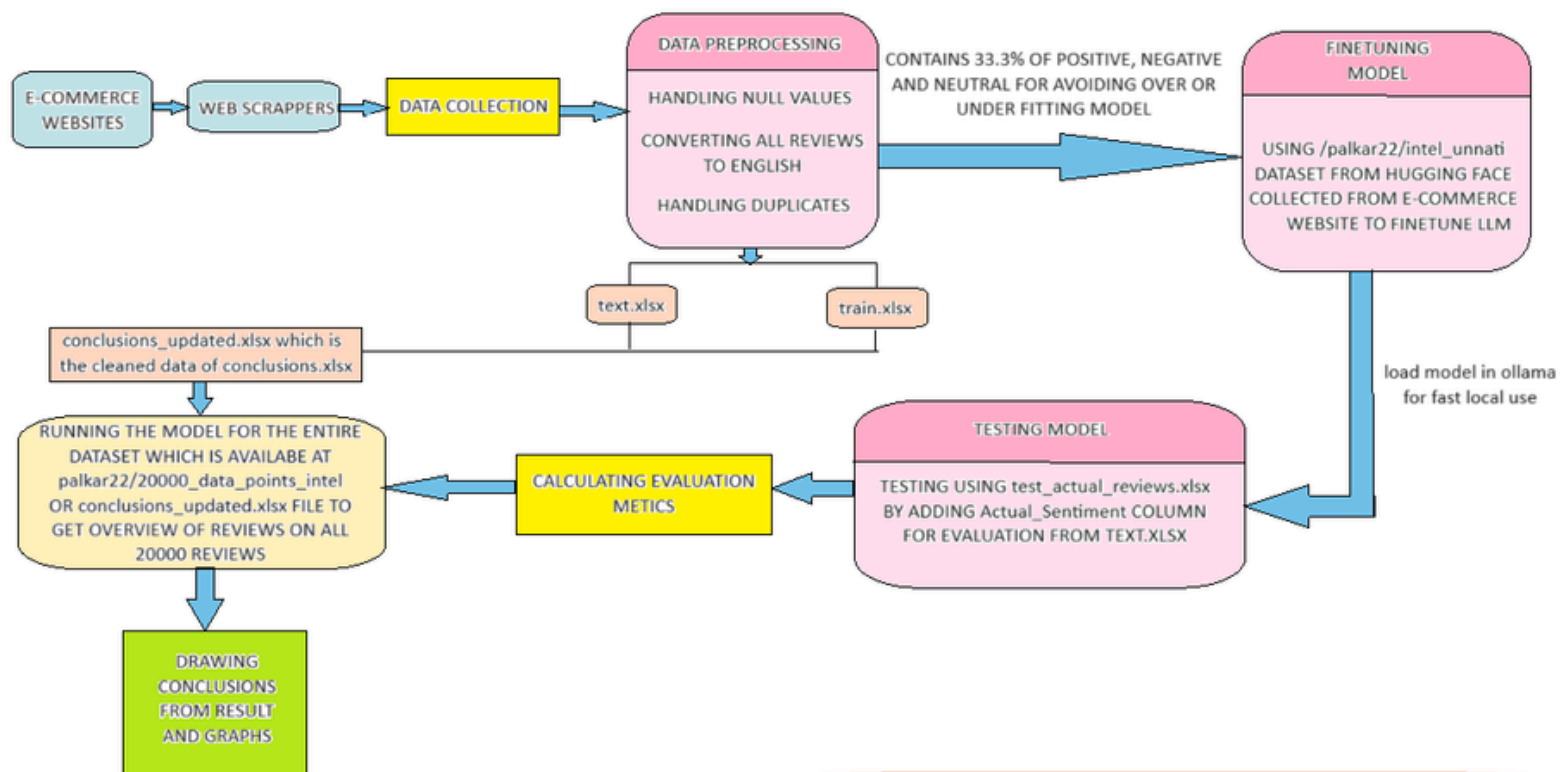 E-COMMERCE
WEBSITES
WEB SCRAPPERS
DATA COLLECTION
DATA PREPROCESSING
HANDLING NULL VALUES
CONVERTING ALL REVIEWS
TO ENGLISH
HANDLING DUPLICATES
CONTAINS 33.3% OF POSITIVE, NEGATIVE
AND NEUTRAL FOR AVOIDING OVER OR
UNDER FITTING MODEL
FINETUNING
MODEL
USING /palkar22/intel_unnati
DATASET FROM HUGGING FACE
COLLECTED FROM E-COMMERCE
WEBSITE TO FINETUNE LLM
text.xlsx
train.xlsx
conclusions_updated.xlsx which is
the cleaned data of conclusions.xlsx
load model in ollama
for fast local use
TESTING MODEL
TESTING USING test_actual_reviews.xlsx
BY ADDING Actual_Sentiment COLUMN
FOR EVALUATION FROM TEXT.XLSX
CALCULATING EVALUATION
METICS
RUNNING THE MODEL FOR THE ENTIRE
DATASET WHICH IS AVAILABE AT
palkar22/20000_data_points_intel
OR conclusions_updated.xlsx FILE TO
GET OVERVIEW OF REVIEWS ON ALL
20000 REVIEWS
DRAWING
CONCLUSIONS
FROM RESULT
AND GRAPHS